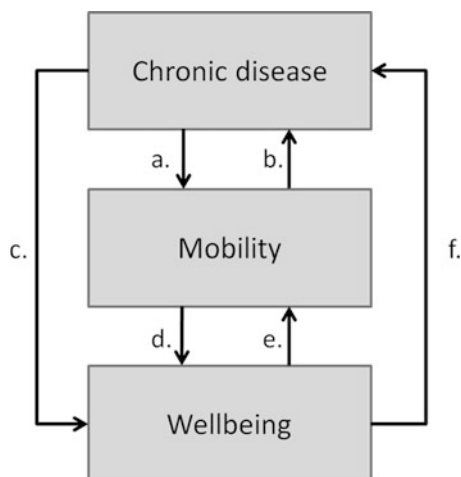 Chronic disease
a.
b.
Mobility
c.
f.
d.
e.
Wellbeing